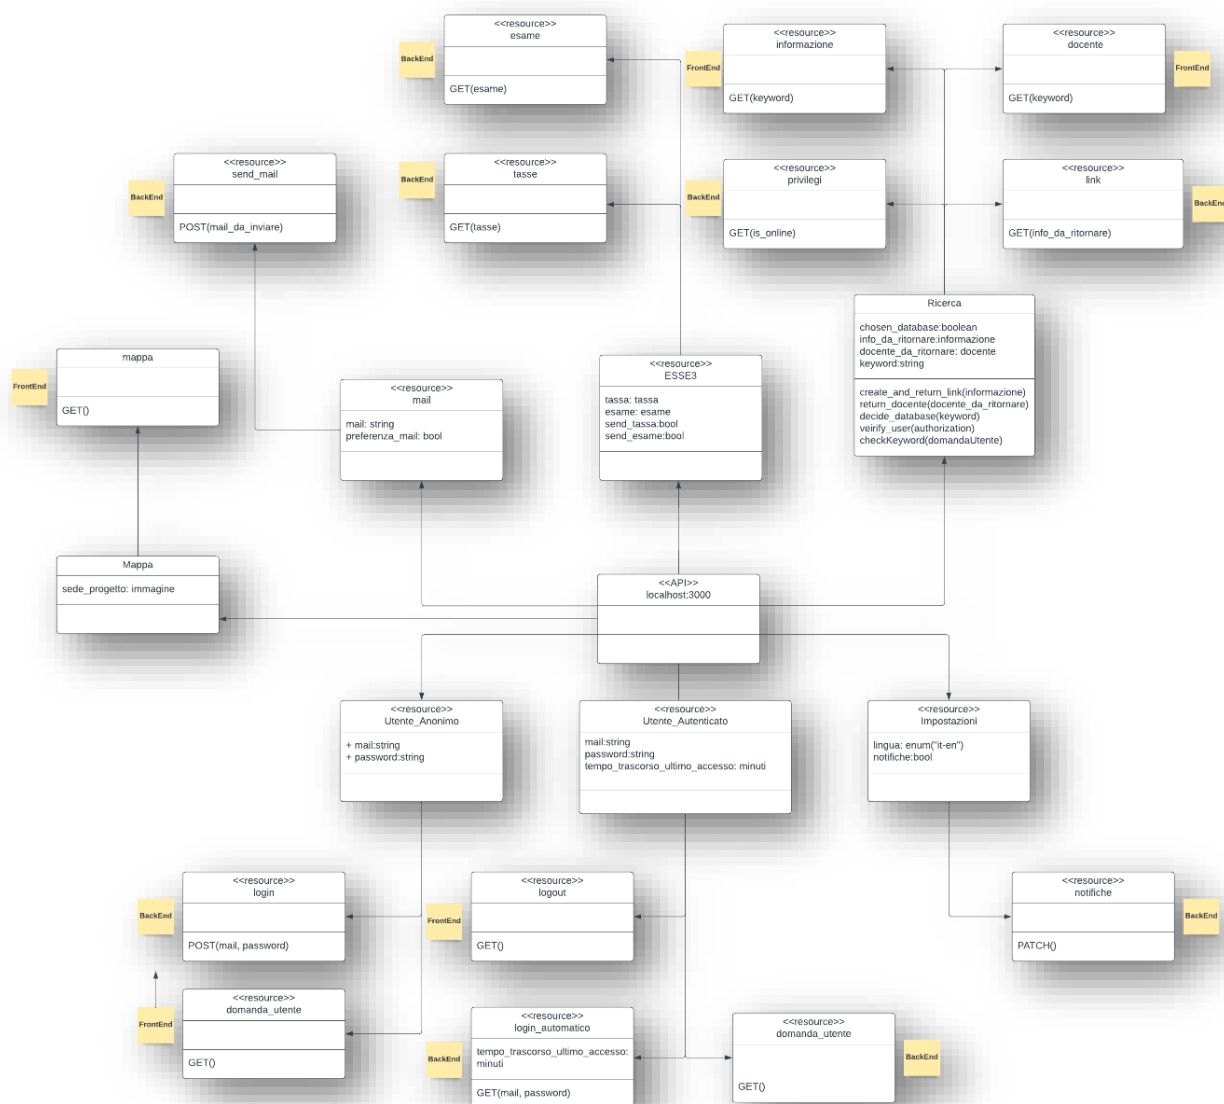 <<resource>>
esame
BackEnd
GET(esame)
<<resource>>
informazione
FrontEnd
GET(keyword)
<<resource>>
docente
FrontEnd
GET(keyword)
<<resource>>
send_mail
BackEnd
POST(mail_da_inviare)
<<resource>>
tasse
BackEnd
GET(tasse)
<<resource>>
privilegi
BackEnd
GET(is_online)
<<resource>>
link
BackEnd
GET(info_da_ritornare)
Ricerca
chosen_database:boolean
info_da_ritornare:informazione
docente_da_ritornare: docente
keyword:string
create_and_return_link(informazione)
return_docente(docente_da_ritornare)
decide_database(keyword)
veirify_user(authorization)
checkKeyword(domandaUtente)
mappa
FrontEnd
GET()
<<resource>>
mail
mail: string
preferenza_mail: bool
<<resource>>
ESSE3
tassa: tassa
esame: esame
send_tassa:bool
send_esame:bool
Mappa
sede_progetto: immagine
<<API>>
localhost:3000
<<resource>>
Utente_Anonimo
+ mail:string
+ password:string
<<resource>>
Utente_Autenticato
mail:string
password:string
tempo_trascorso_ultimo_accesso: minuti
<<resource>>
Impostazioni
lingua: enum("it-en")
notifiche:bool
<<resource>>
login
BackEnd
POST(mail, password)
<<resource>>
logout
FrontEnd
GET()
<<resource>>
notifiche
BackEnd
PATCH()
<<resource>>
domanda_utente
FrontEnd
GET()
<<resource>>
login_automatico
tempo_trascorso_ultimo_accesso:
minuti
BackEnd
GET(mail, password)
<<resource>>
domanda_utente
BackEnd
GET()